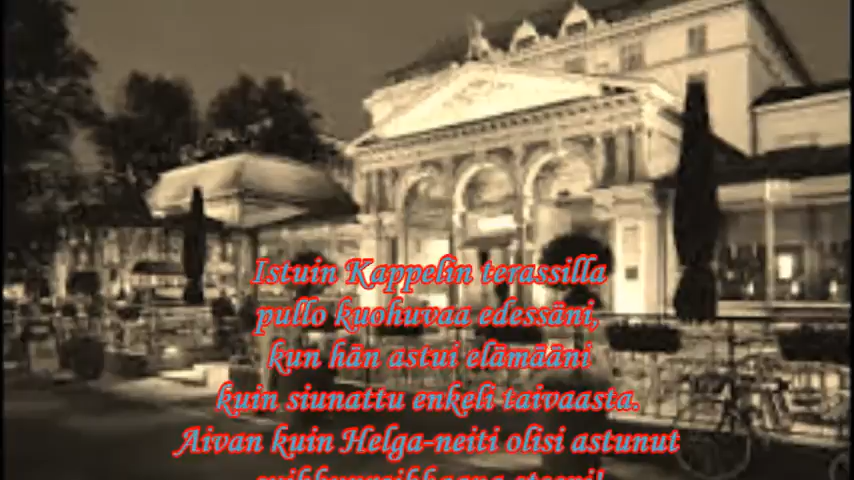 Istuin Kappelin terassilla
pullo kuohuvaa edessäni,
kun hän astui elämääni
kuin siunattu enkeli taivaasta.
Aivan kuin Helga-neiti olisi astunut